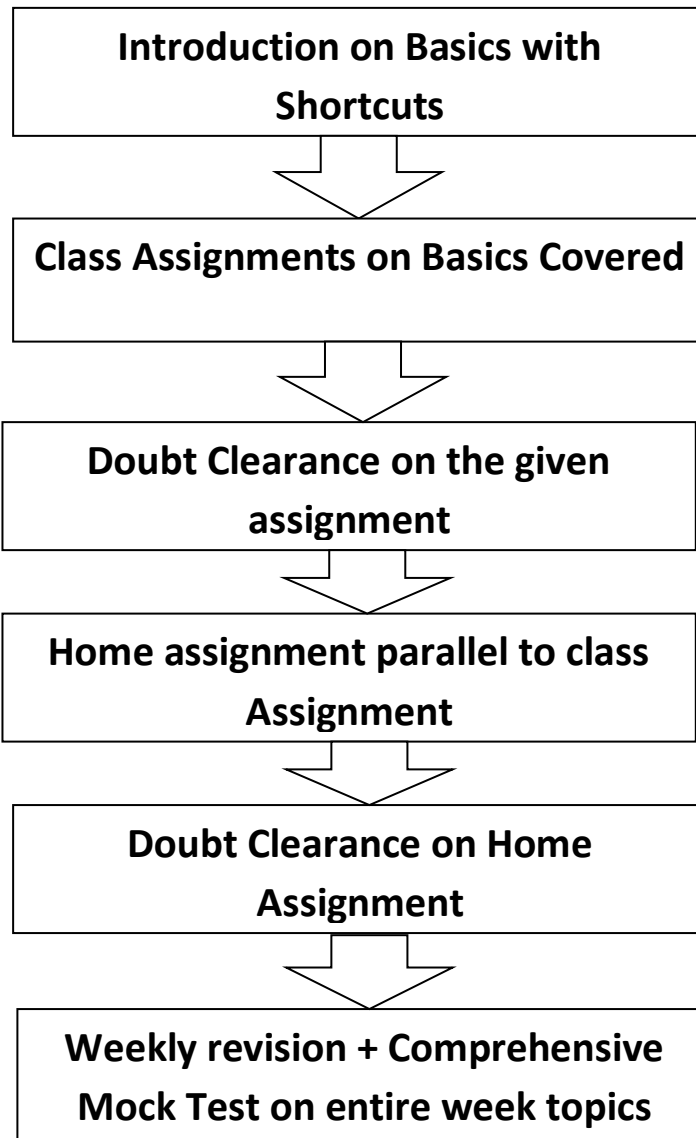 Introduction on Basics with
Shortcuts
Class Assignments on Basics Covered
Doubt Clearance on the given
assignment
Home assignment parallel to class
Assignment
Doubt Clearance on Home
Assignment
Weekly revision + Comprehensive
Mock Test on entire week topics